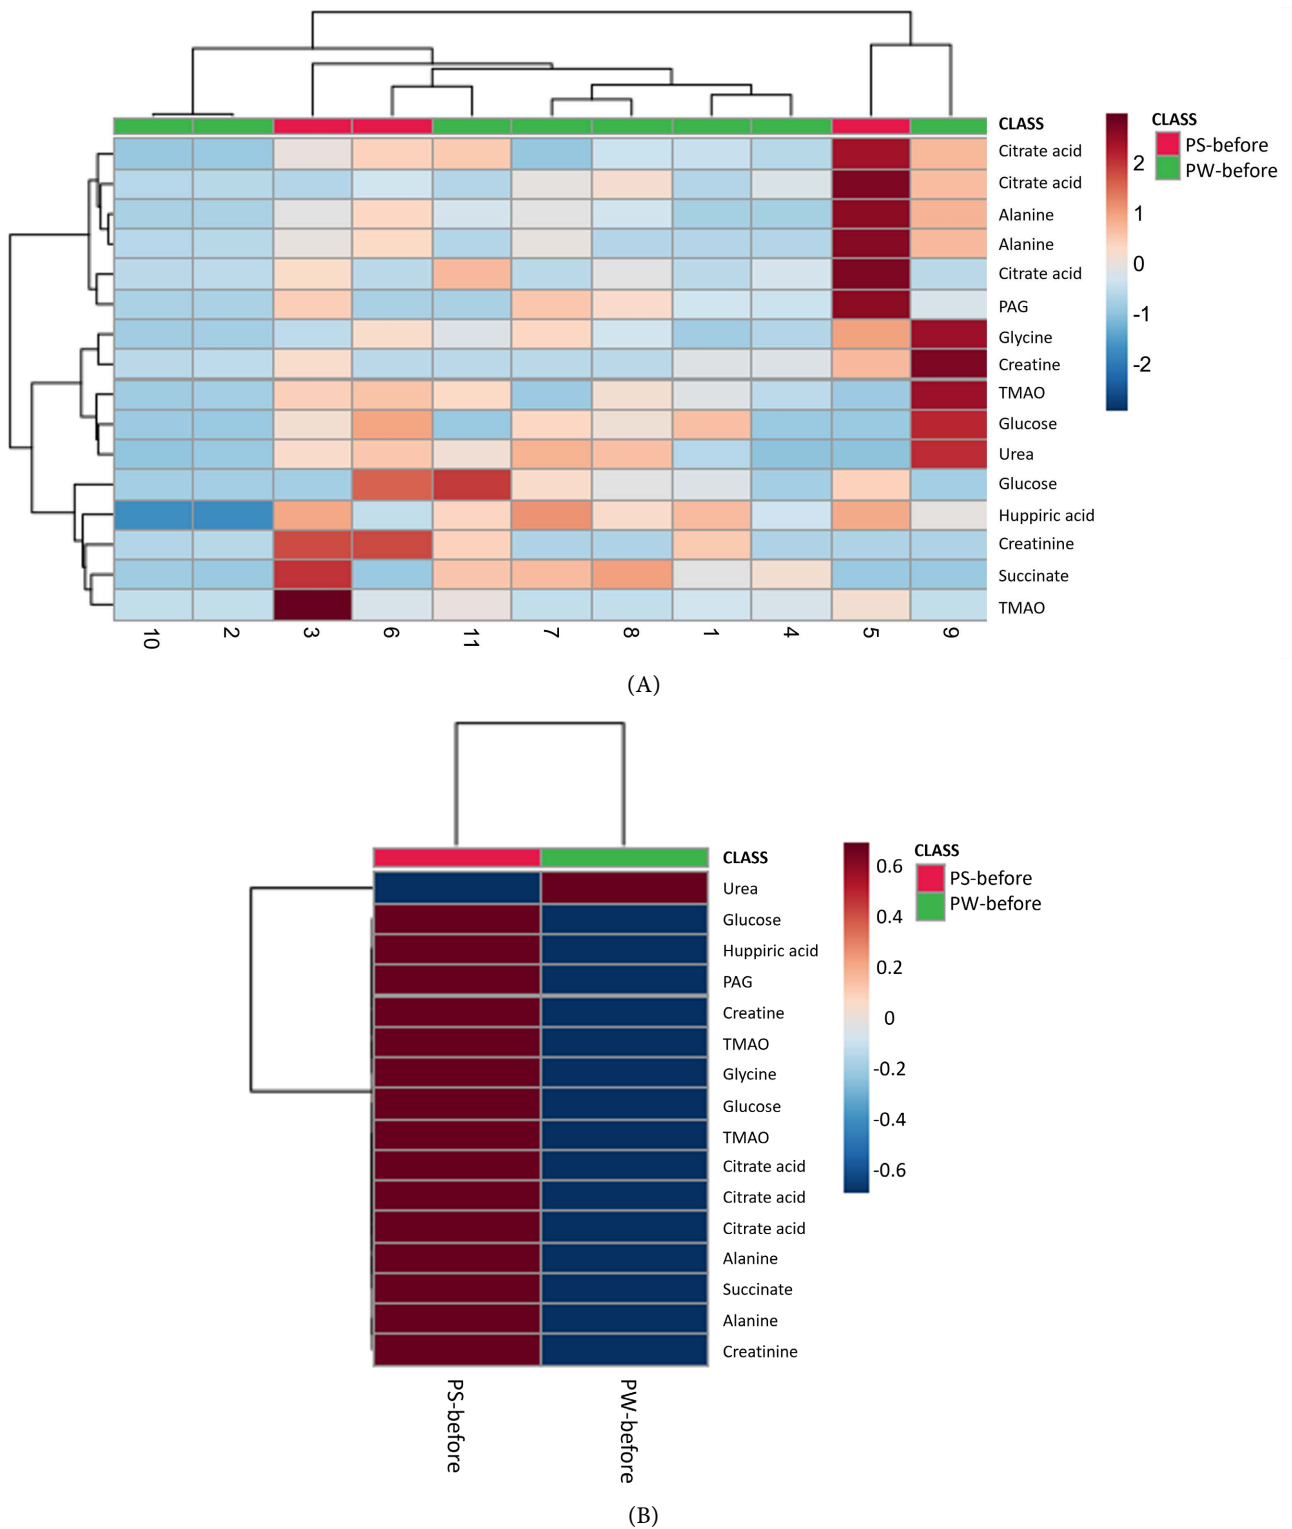 CLASS
Citrate acid
Citrate acid
Alanine
Alanine
Citrate acid
PAG
Glycine
Creatine
TMAO
Glucose
Urea
Glucose
Huppiric acid
Creatinine
Succinate
TMAO
2
1
0
-1
-2
CLASS
PS-before
PW-before
10 2 3 6 11 7 8 1 4 5 9
(A)
CLASS
Urea
Glucose
Huppiric acid
PAG
Creatine
TMAO
Glycine
Glucose
TMAO
Citrate acid
Citrate acid
Citrate acid
Alanine
Succinate
Alanine
Creatinine
0.6
0.4
0.2
0
-0.2
-0.4
-0.6
CLASS
PS-before
PW-before
PS-before
PW-before
(B)